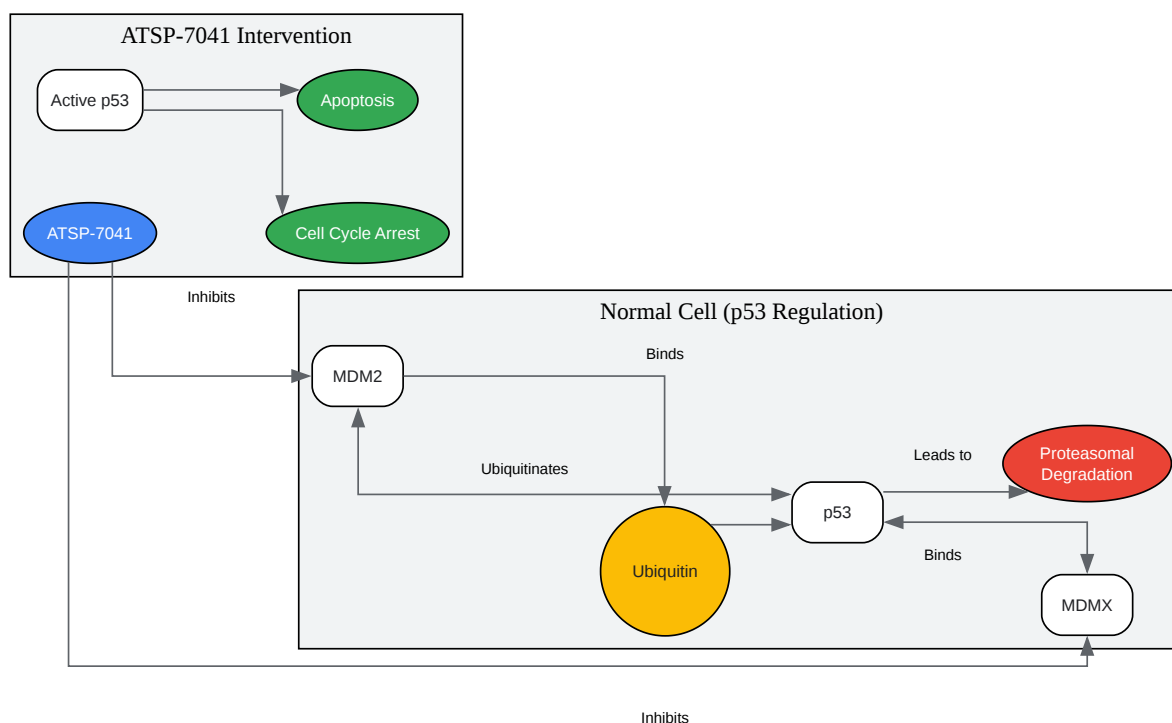 ATSP-7041 Intervention
Active p53
Apoptosis
ATSP-7041
Cell Cycle Arrest
Inhibits
Normal Cell (p53 Regulation)
MDM2
Binds
Ubiquitinates
Leads to
Proteasomal
Degradation
p53
Binds
Ubiquitin
MDMX
Inhibits